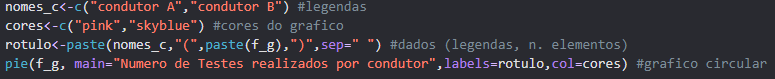 nomes_c<-c("condutor A","condutor B") #legendas
cores<-c("pink","skyblue") #cores do grafico
rotulo<-paste(nomes_c,"(",paste(f_g),")",sep=" ") #dados (legendas, n. elementos)
pie(f_g, main="Numero de Testes realizados por condutor",labels=rotulo,col=cores) #grafico circular